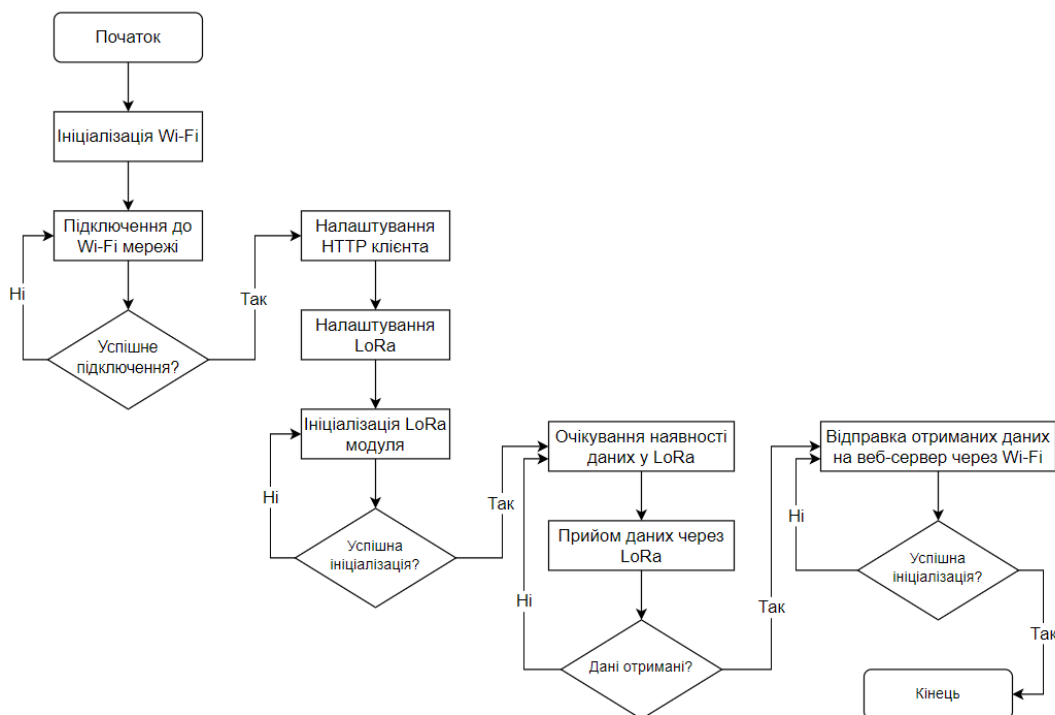 Початок
Ініціалізація Wi-Fi
Підключення до
Wi-Fi мережі
Ні
Успішне
підключення?
Так
Налаштування
HTTP клієнта
Налаштування
LoRa
Ініціалізація LoRa
модуля
Ні
Успішна
ініціалізація?
Так
Очікування наявності
даних у LoRa
Прийом даних через
LoRa
Ні
Дані отримані?
Так
Відправка отриманих даних
на веб-сервер через Wi-Fi
Ні
Успішна
ініціалізація?
Так
Кінець